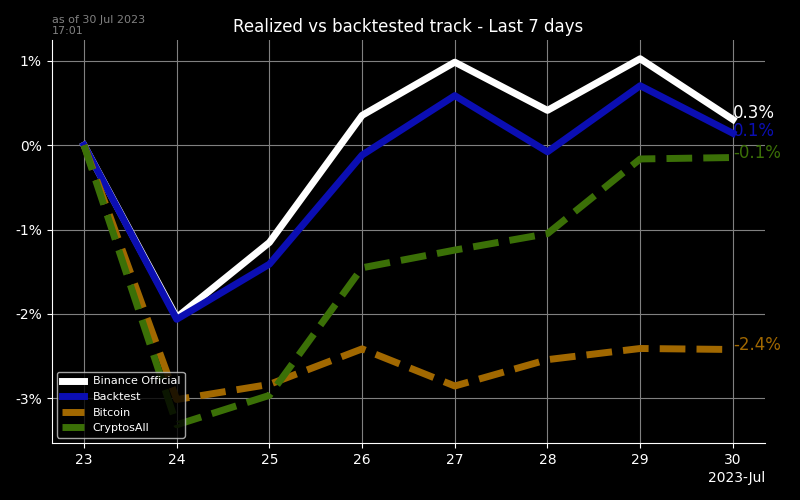 as of 30 Jul 2023
17:01
Realized vs backtested track - Last 7 days
1%
0%
-1%
-2%
-3%
0.3%
0.1%
-0.1%
-2.4%
Binance Official
Backtest
Bitcoin
CryptosAll
23 24 25 26 27 28 29 30
2023-Jul